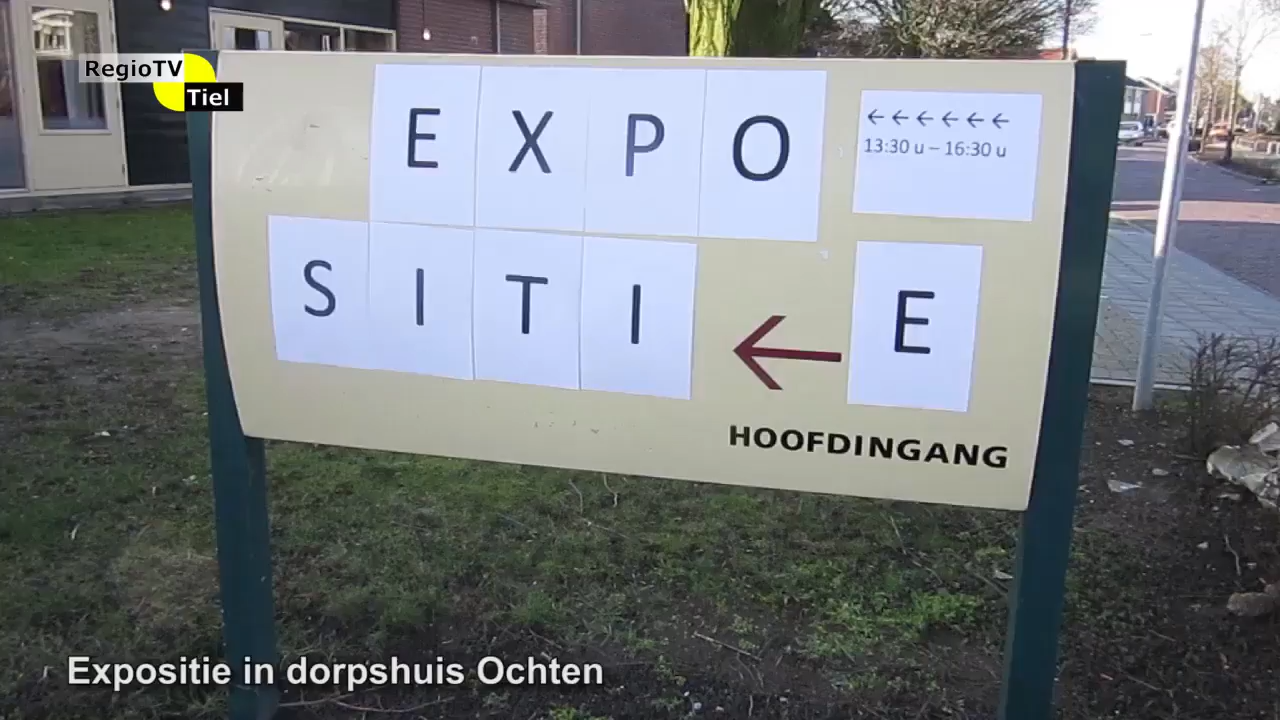 RegioTV
Tiel
EXPO
← ← ← ← ← ←
13:30 u – 16:30 u
SITI ← E
HOOFDINGANG
Expositie in dorpshuis Ochten